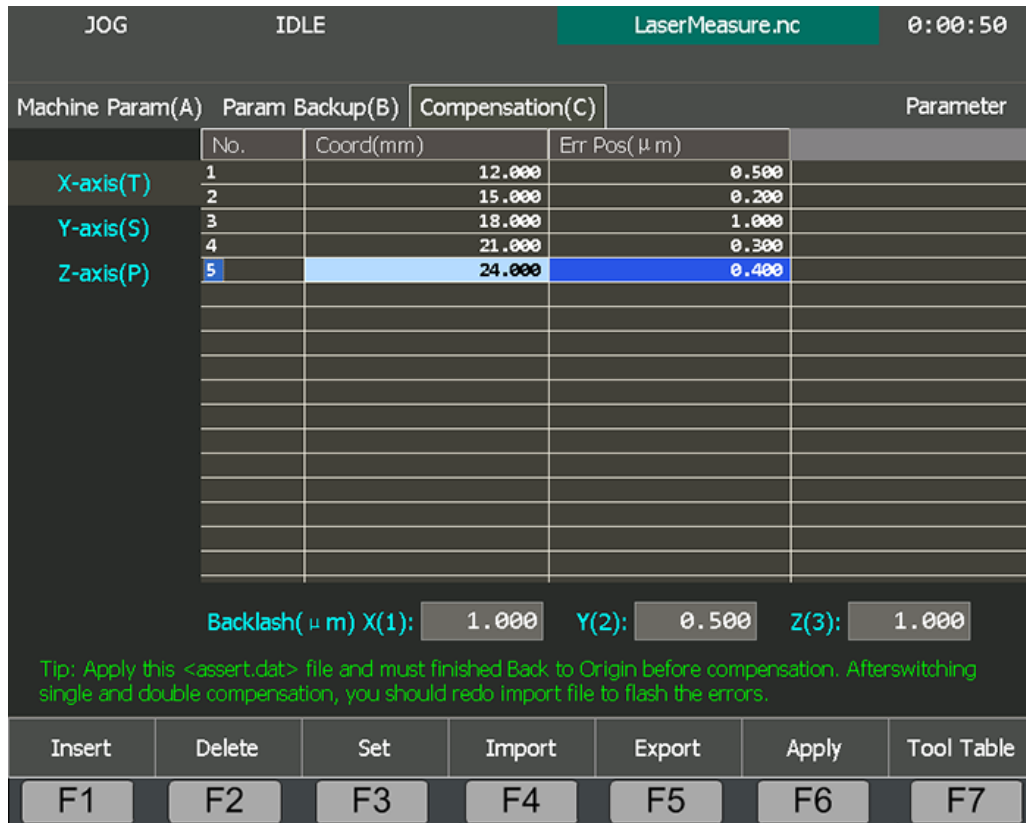 JOG IDLE LaserMeasure.nc 0:00:50
Machine Param(A) Param Backup(B) Compensation(C) Parameter
No. Coord(mm) Err Pos(μm)
X-axis(T)
Y-axis(S)
Z-axis(P)
1 12.000 0.500
2 15.000 0.200
3 18.000 1.000
4 21.000 0.300
5 24.000 0.400
Backlash(μm) X(1): 1.000 Y(2): 0.500 Z(3): 1.000
Tip: Apply this <assert.dat> file and must finished Back to Origin before compensation. Afterswitching
single and double compensation, you should redo import file to flash the errors.
Insert Delete Set Import Export Apply Tool Table
F1 F2 F3 F4 F5 F6 F7